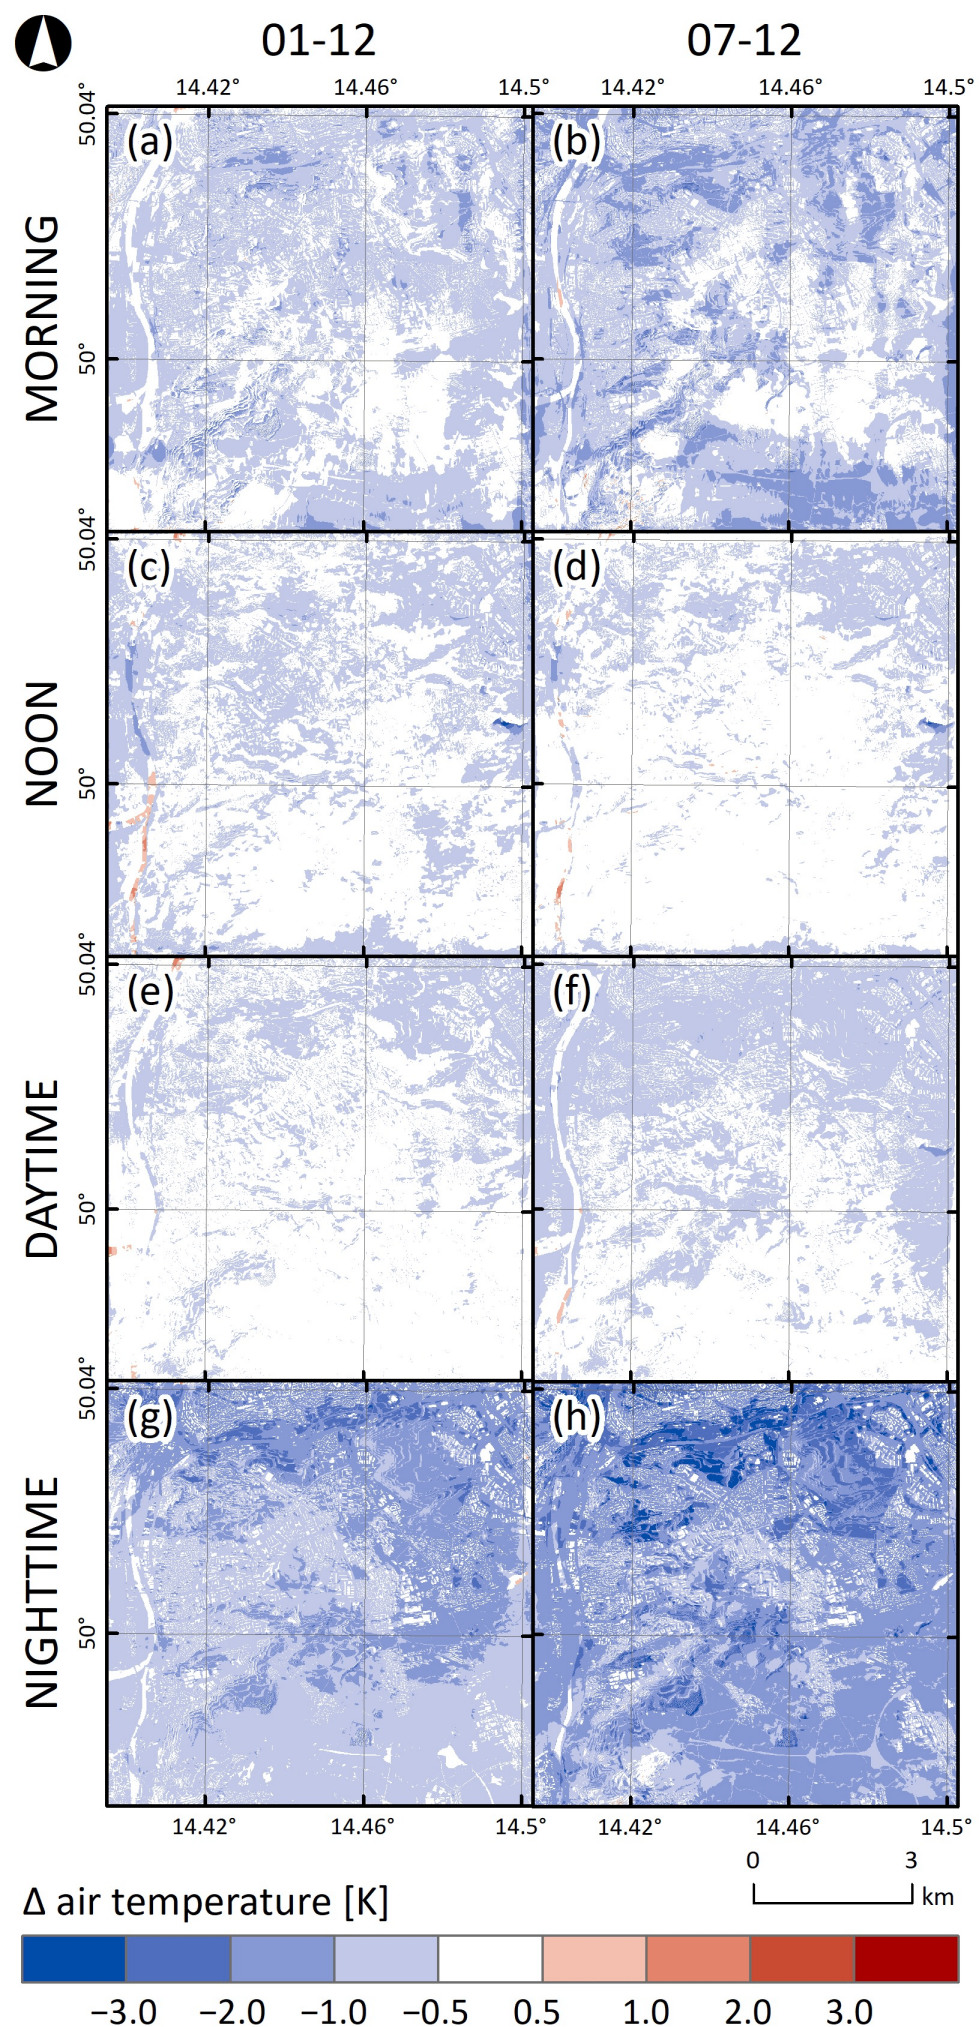 01-12 07-12
14.42° 14.46° 14.5° 14.42° 14.46° 14.5°
50.04°
(a) (b)
MORNING
50°
50.04°
(c) (d)
NOON
50°
50.04°
(e) (f)
DAYTIME
50°
50.04°
(g) (h)
NIGHTTIME
50°
14.42° 14.46° 14.5° 14.42° 14.46° 14.5°
0 3
km
Δ air temperature [K]
−3.0 −2.0 −1.0 −0.5 0.5 1.0 2.0 3.0